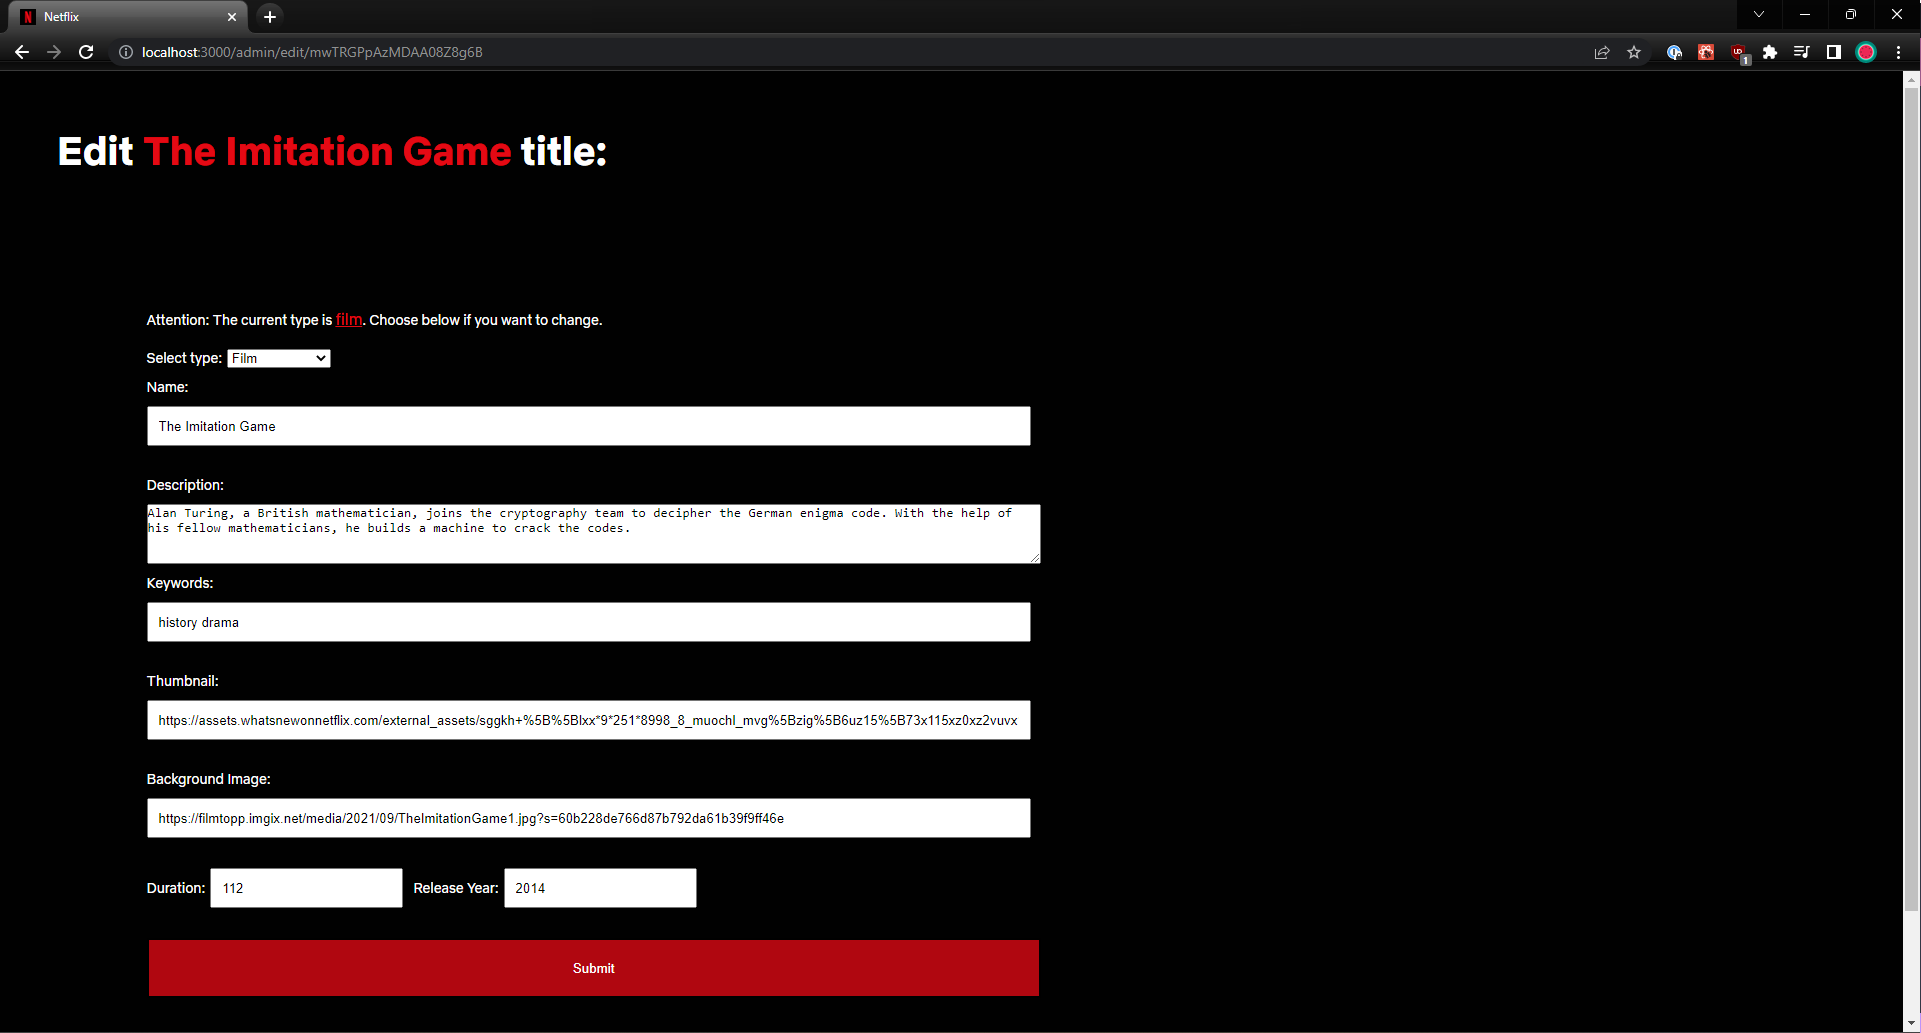 Netflix
localhost:3000/admin/edit/mwTRGPpAzMDAA08Z8g6B
1
Edit The Imitation Game title:
Attention: The current type is film. Choose below if you want to change.
Select type: Film
Name:
The Imitation Game
Description:
Alan Turing, a British mathematician, joins the cryptography team to decipher the German enigma code. With the help of
his fellow mathematicians, he builds a machine to crack the codes.
Keywords:
history drama
Thumbnail:
https://assets.whatsnewonnetflix.com/external_assets/sggkh+%5B%5Blxx*9*251*8998_8_muochl_mvg%5Bzig%5B6uz15%5B73x115xz0xz2vuvx
Background Image:
https://filmtopp.imgix.net/media/2021/09/TheImitationGame1.jpg?s=60b228de766d87b792da61b39f9ff46e
Duration: 112 Release Year: 2014
Submit